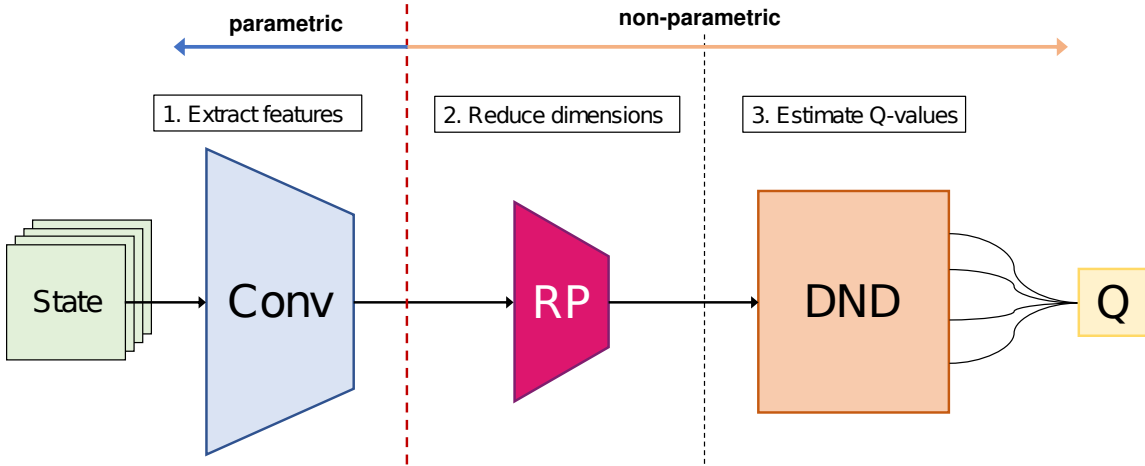 parametric
non-parametric
1. Extract features
2. Reduce dimensions
3. Estimate Q-values
State
Conv
RP
DND
Q